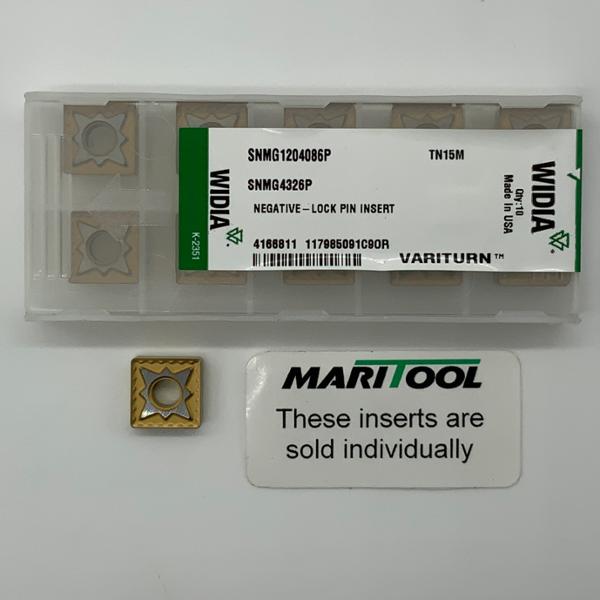 WIDIA
K-2351
SNMG1204086P
TN15M
SNMG4326P
NEGATIVE-LOCK PIN INSERT
4166811 117985091C90R
VARITURN™
WIDIA
Qty:10
Made in USA
MARITOOL
These inserts are
sold individually